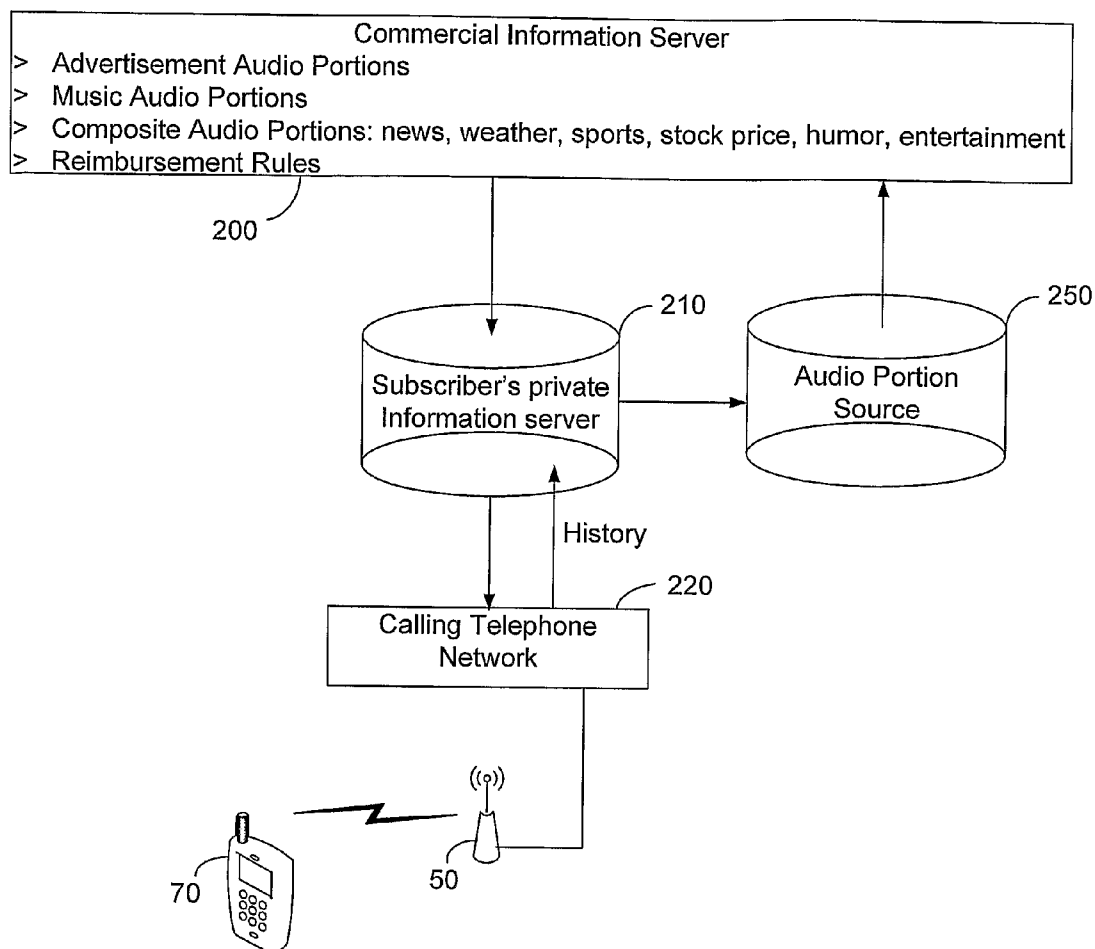 Commercial Information Server
> Advertisement Audio Portions
> Music Audio Portions
> Composite Audio Portions: news, weather, sports, stock price, humor, entertainment
> Reimbursement Rules
200
210
250
Subscriber's private
Information server
Audio Portion
Source
History
220
Calling Telephone
Network
50
70